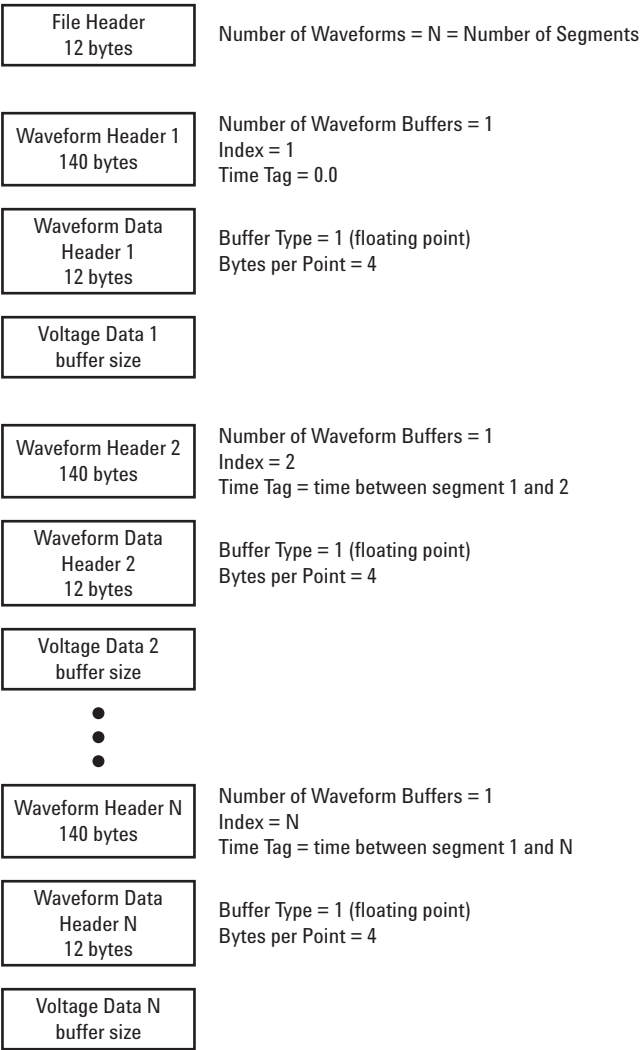 File Header
12 bytes
Number of Waveforms = N = Number of Segments
Waveform Header 1
140 bytes
Number of Waveform Buffers = 1
Index = 1
Time Tag = 0.0
Waveform Data
Header 1
12 bytes
Buffer Type = 1 (floating point)
Bytes per Point = 4
Voltage Data 1
buffer size
Waveform Header 2
140 bytes
Number of Waveform Buffers = 1
Index = 2
Time Tag = time between segment 1 and 2
Waveform Data
Header 2
12 bytes
Buffer Type = 1 (floating point)
Bytes per Point = 4
Voltage Data 2
buffer size
Waveform Header N
140 bytes
Number of Waveform Buffers = 1
Index = N
Time Tag = time between segment 1 and N
Waveform Data
Header N
12 bytes
Buffer Type = 1 (floating point)
Bytes per Point = 4
Voltage Data N
buffer size